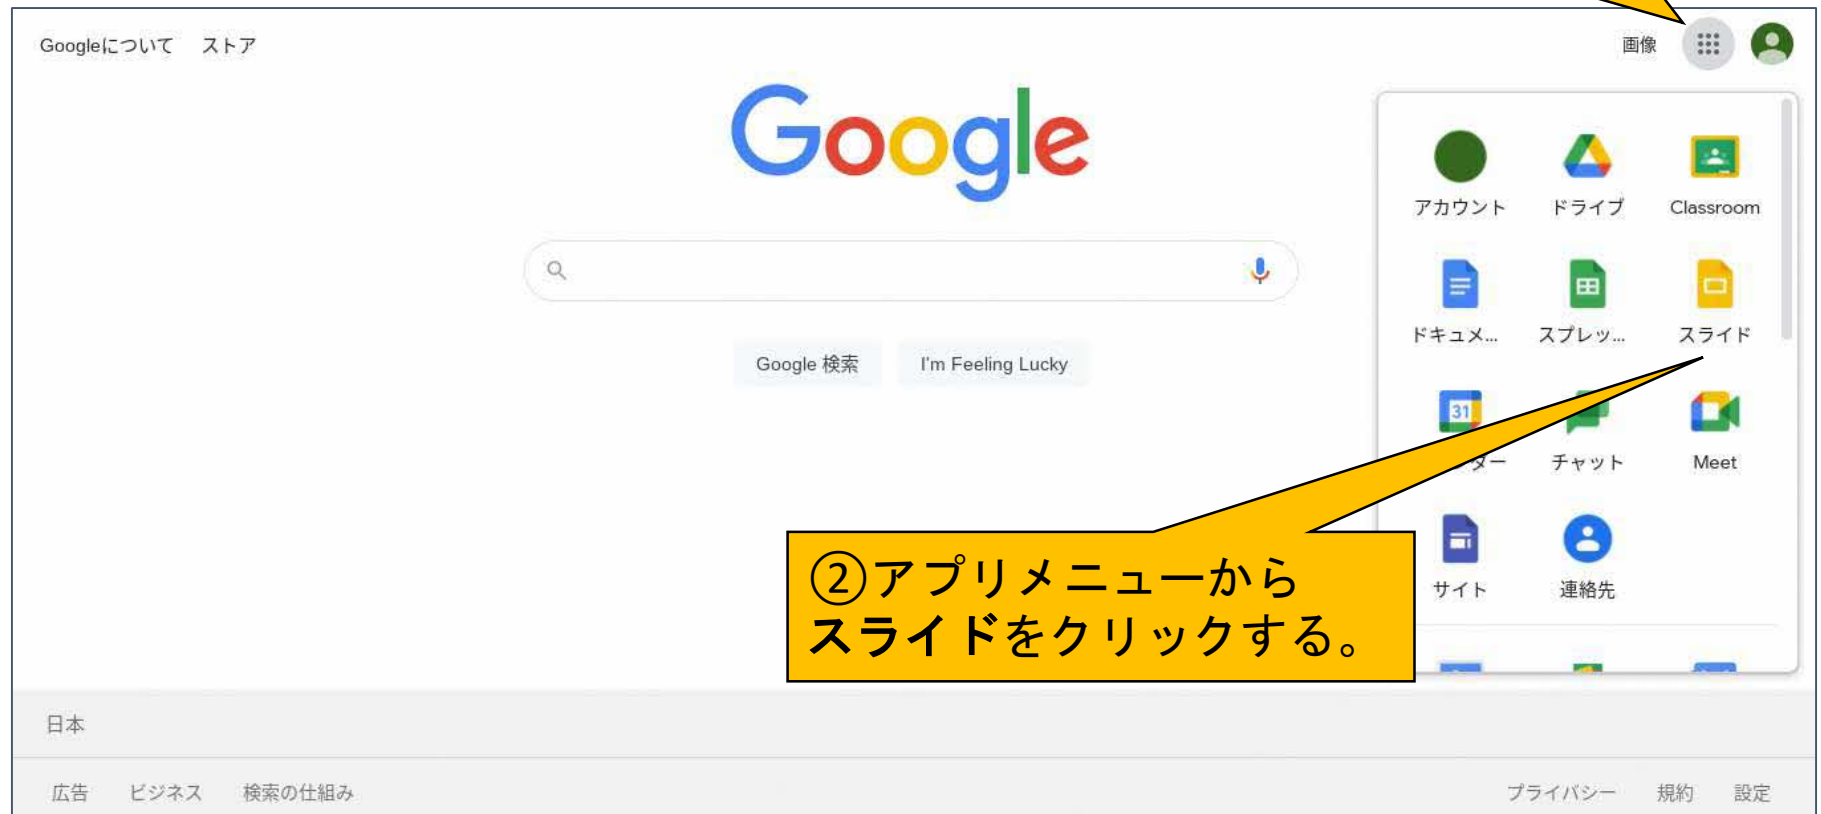 Googleについて ストア 画像
Google
アカウント ドライブ Classroom
ドキュメ... スプレッ... スライド
Google 検索 I'm Feeling Lucky
31
ダー チャット Meet
②アプリメニューから
スライドをクリックする。
サイト 連絡先
日本
広告 ビジネス 検索の仕組み プライバシー 規約 設定